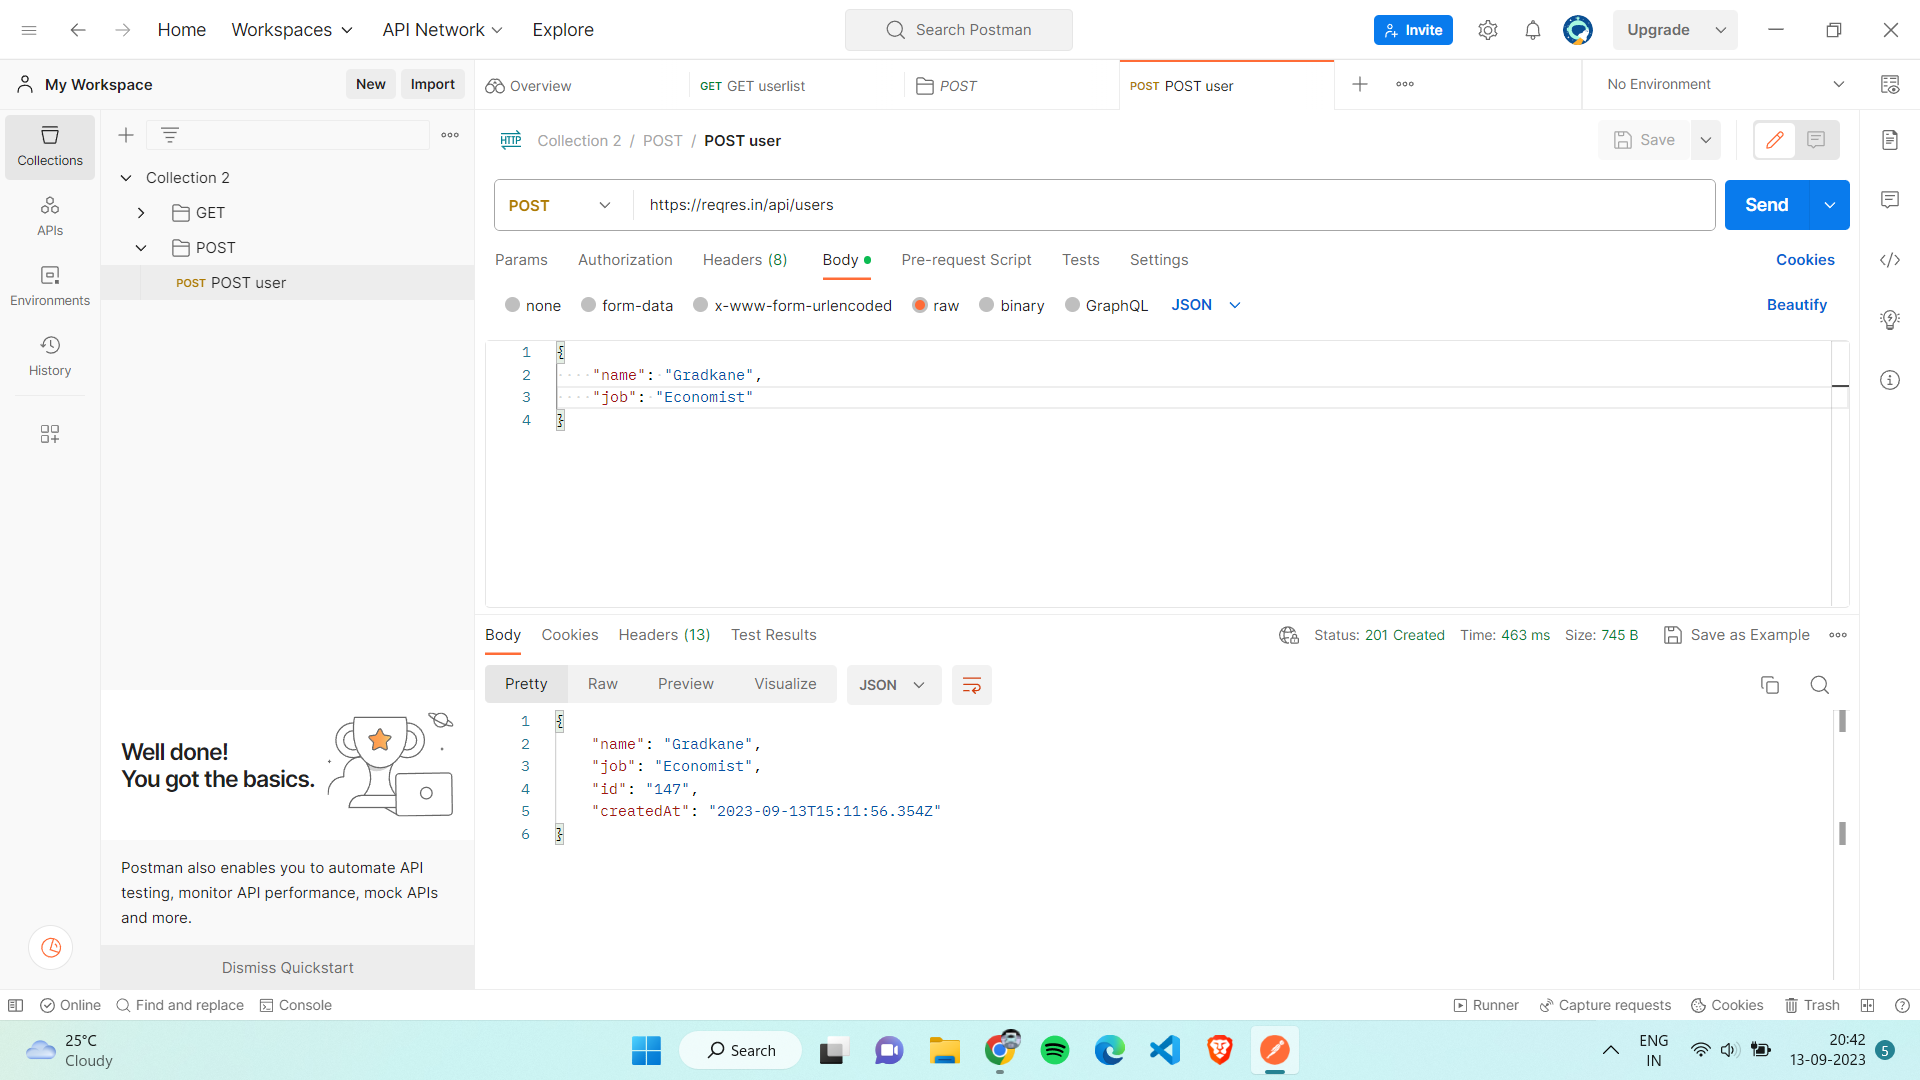 Home Workspaces API Network Explore Search Postman Invite Upgrade
My Workspace New Import Overview GET GET userlist POST POST POST user No Environment
Collections
APIs
Environments
History
Collection 2
GET
POST
POST POST user
HTTP Collection 2 / POST / POST user Save
POST https://reqres.in/api/users Send
Params Authorization Headers (8) Body Pre-request Script Tests Settings Cookies
none form-data x-www-form-urlencoded raw binary GraphQL JSON Beautify
1 {
2 "name": "Gradkane",
3 "job": "Economist"
4 }
Body Cookies Headers (13) Test Results Status: 201 Created Time: 463 ms Size: 745 B Save as Example
Pretty Raw Preview Visualize JSON
1 {
2 "name": "Gradkane",
3 "job": "Economist",
4 "id": "147",
5 "createdAt": "2023-09-13T15:11:56.354Z"
6 }
Well done!
You got the basics.
Postman also enables you to automate API
testing, monitor API performance, mock APIs
and more.
Dismiss Quickstart
Online Find and replace Console Runner Capture requests Cookies Trash
25°C
Cloudy
Search
ENG
IN
20:42
13-09-2023
5